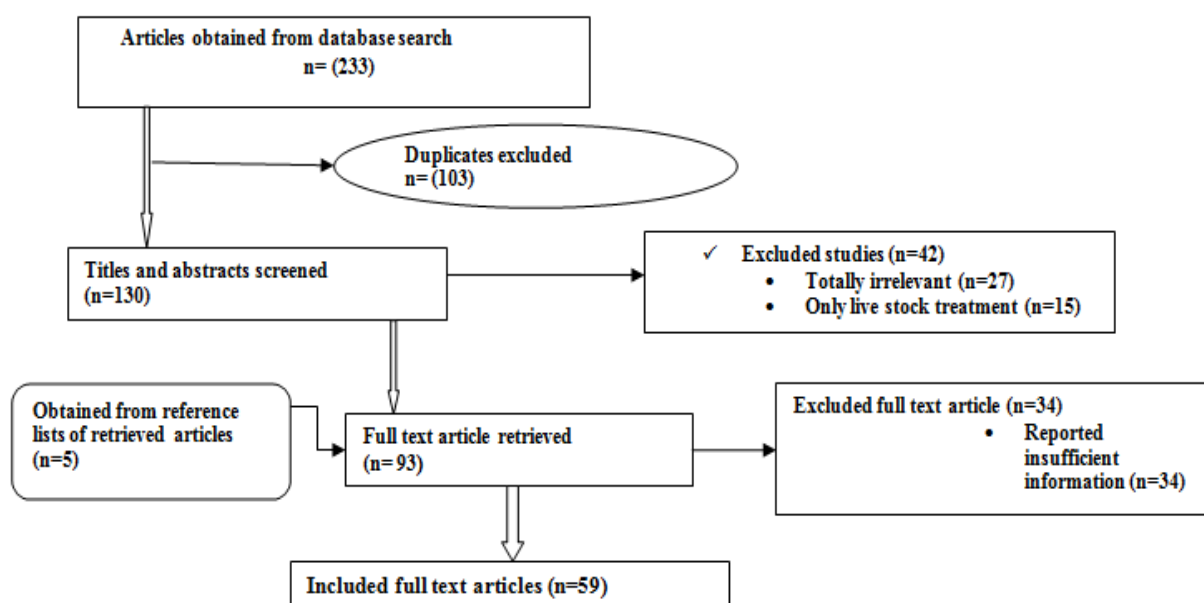 Articles obtained from database search
n= (233)
Duplicates excluded
n= (103)
Titles and abstracts screened
(n=130)
✓ Excluded studies (n=42)
• Totally irrelevant (n=27)
• Only live stock treatment (n=15)
Obtained from reference
lists of retrieved articles
(n=5)
Full text article retrieved
(n= 93)
Excluded full text article (n=34)
• Reported
insufficient
information (n=34)
Included full text articles (n=59)